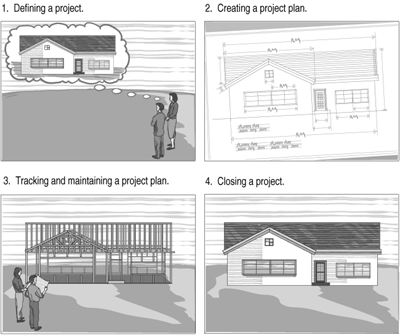 1. Defining a project.
2. Creating a project plan.
3. Tracking and maintaining a project plan.
4. Closing a project.